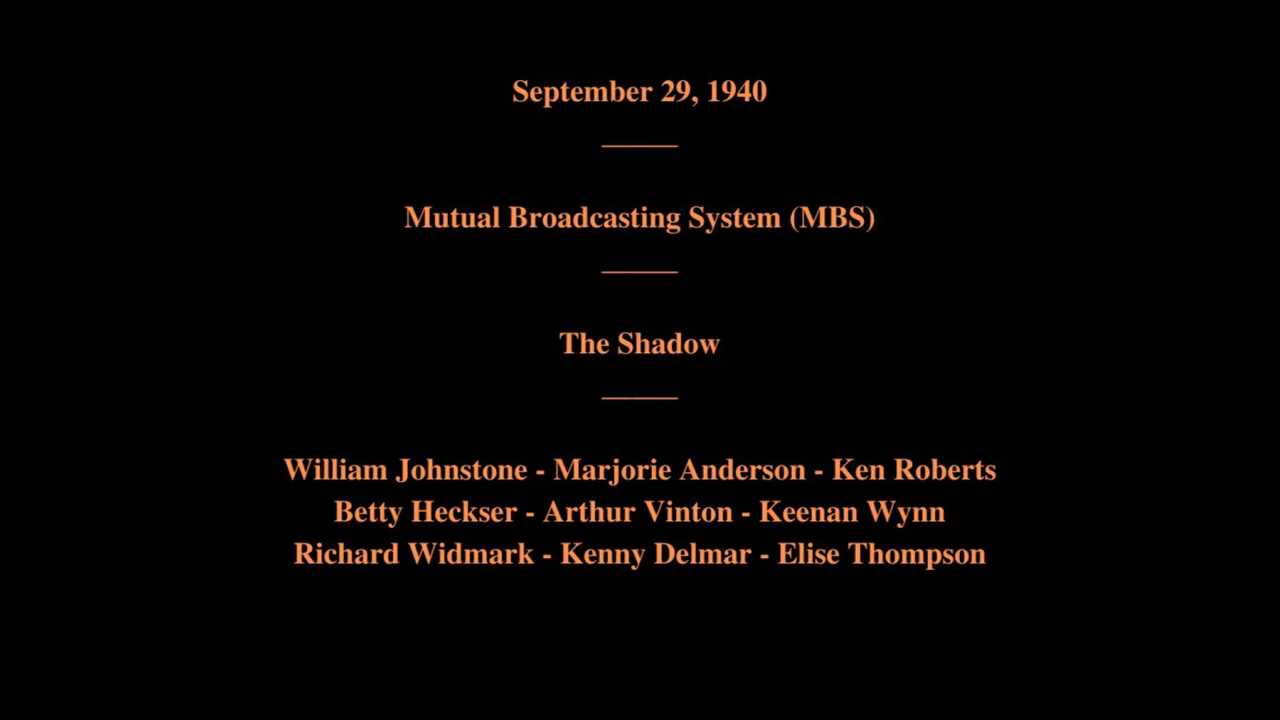 September 29, 1940
Mutual Broadcasting System (MBS)
The Shadow
William Johnstone - Marjorie Anderson - Ken Roberts
Betty Heckser - Arthur Vinton - Keenan Wynn
Richard Widmark - Kenny Delmar - Elise Thompson